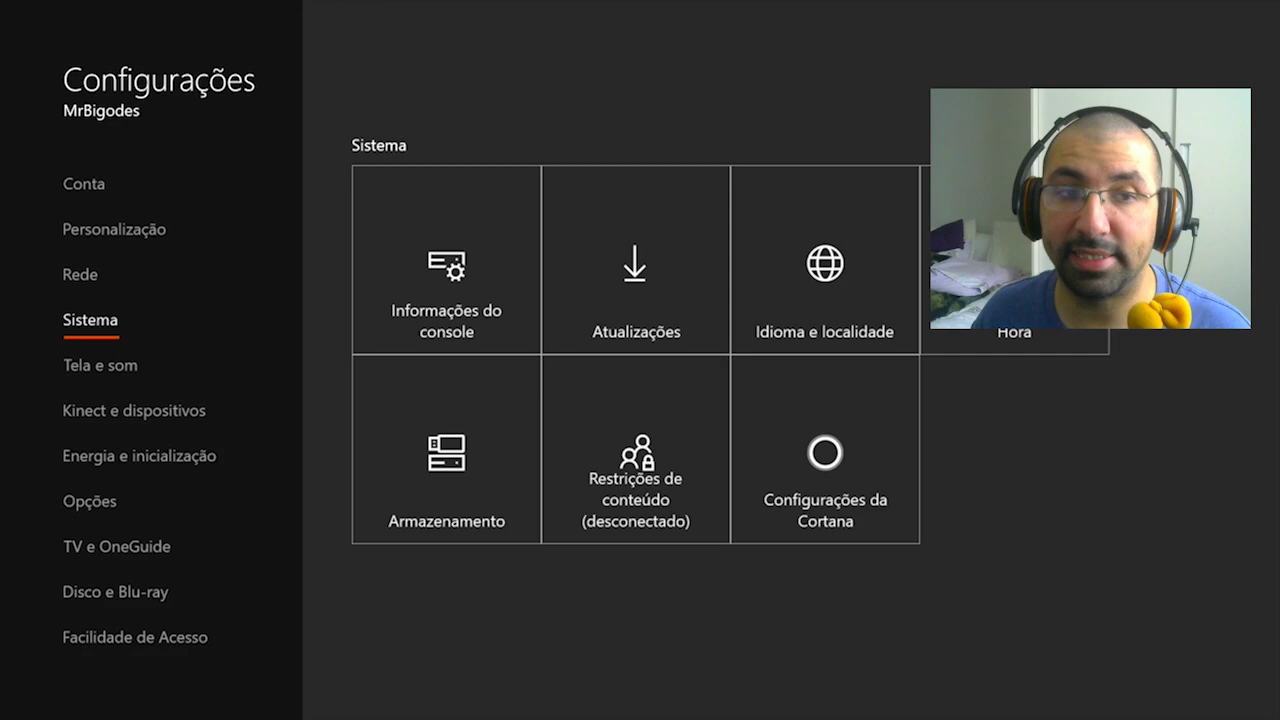 Configurações
MrBigodes
Conta
Personalização
Rede
Sistema
Tela e som
Kinect e dispositivos
Energia e inicialização
Opções
TV e OneGuide
Disco e Blu-ray
Facilidade de Acesso
Sistema
Informações do
console
Atualizações
Idioma e localidade
Hora
Armazenamento
Restrições de
conteúdo
(desconectado)
Configurações da
Cortana